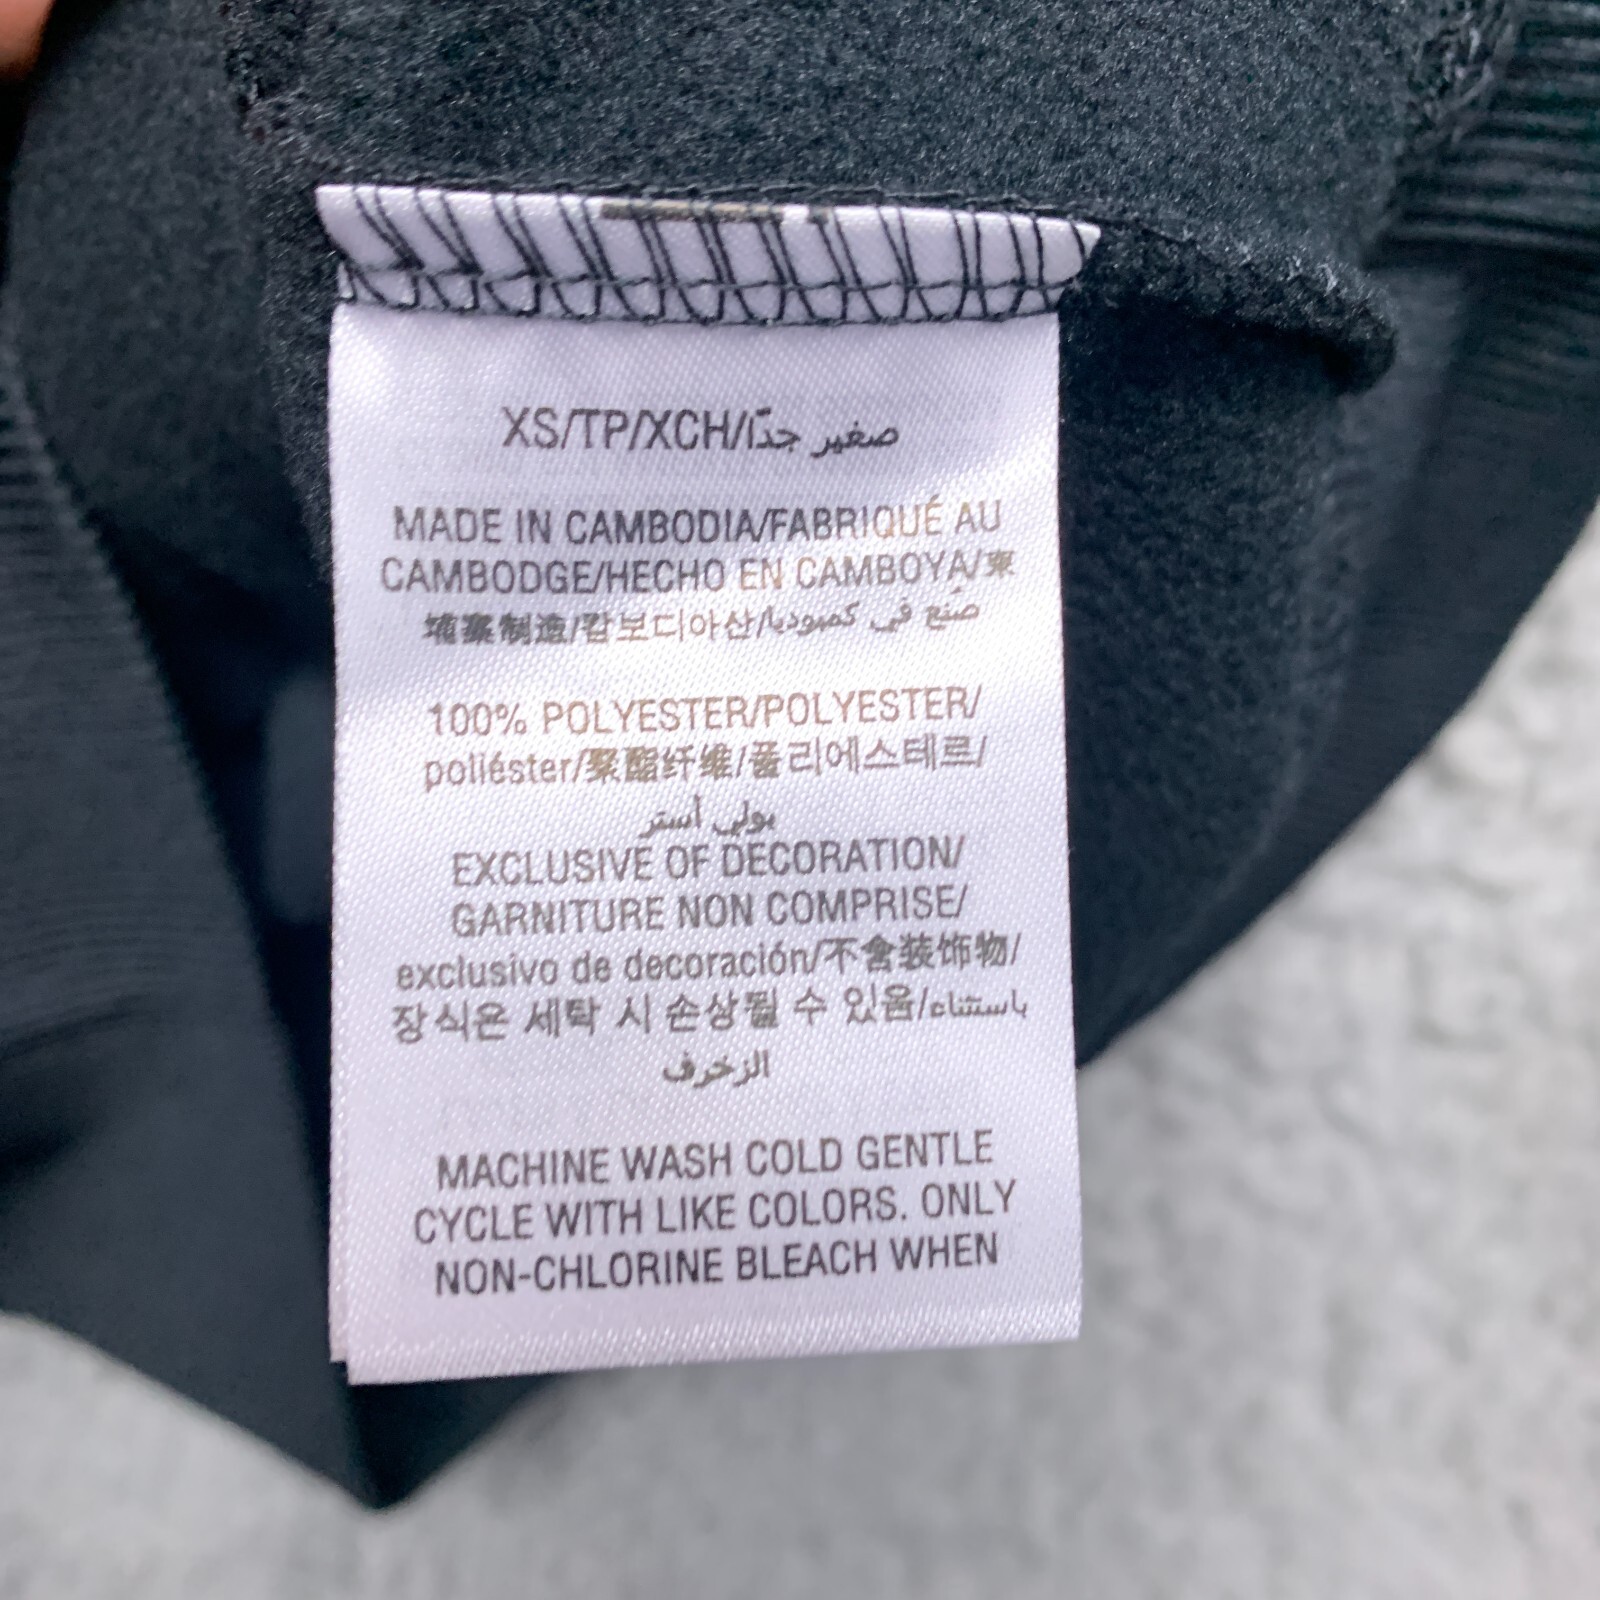 XS/TP/XCH/صغير جدًا
MADE IN CAMBODIA/FABRIQUÉ AU
CAMBODGE/HECHO EN CAMBOYA/柬
埔寨制造/캄보디아산/صُنع في كمبوديا
100% POLYESTER/POLYESTER/
poliéster/聚酯纤维/폴리에스테르/
بولي أستر
EXCLUSIVE OF DECORATION/
GARNITURE NON COMPRISE/
exclusivo de decoración/不含装饰物/
장식은 세탁 시 손상될 수 있음/باستثناء
الزخرف
MACHINE WASH COLD GENTLE
CYCLE WITH LIKE COLORS. ONLY
NON-CHLORINE BLEACH WHEN